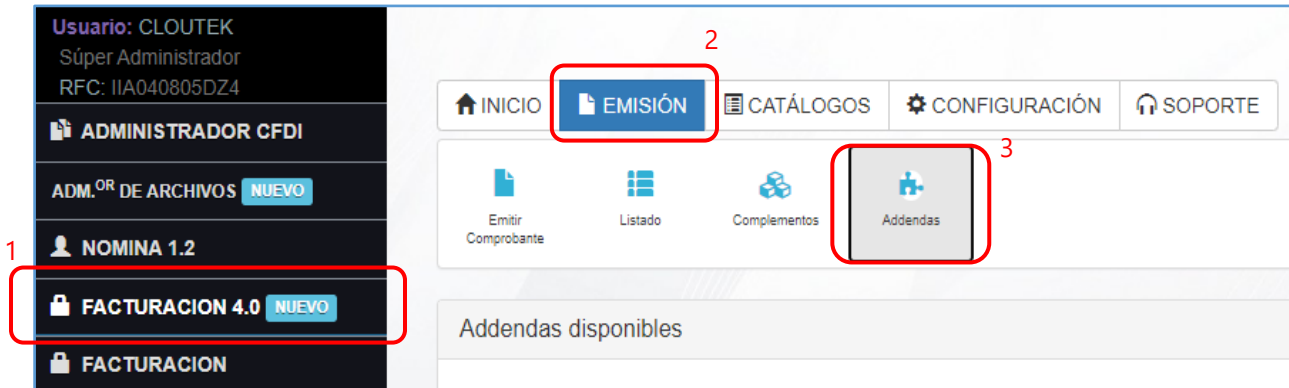 Usuario: CLOUTEK
Súper Administrador
RFC: IIA040805DZ4
ADMINISTRADOR CFDI
ADM.OR DE ARCHIVOS NUEVO
1
NOMINA 1.2
FACTURACION 4.0 NUEVO
FACTURACION
2
INICIO EMISIÓN CATÁLOGOS CONFIGURACIÓN SOPORTE
3
Emitir Comprobante
Listado
Complementos
Addendas
Addendas disponibles